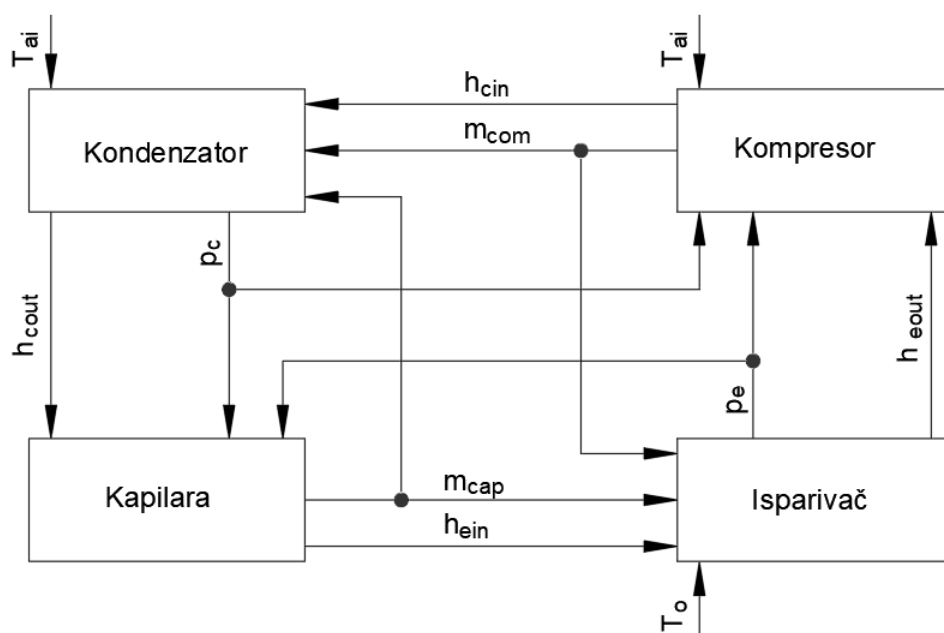 T_ai
T_ai
h_cin
m_com
Kondenzator
Kompresor
p_c
h_cout
h_eout
p_e
Kapilara
m_cap
h_ein
Isparivač
T_o